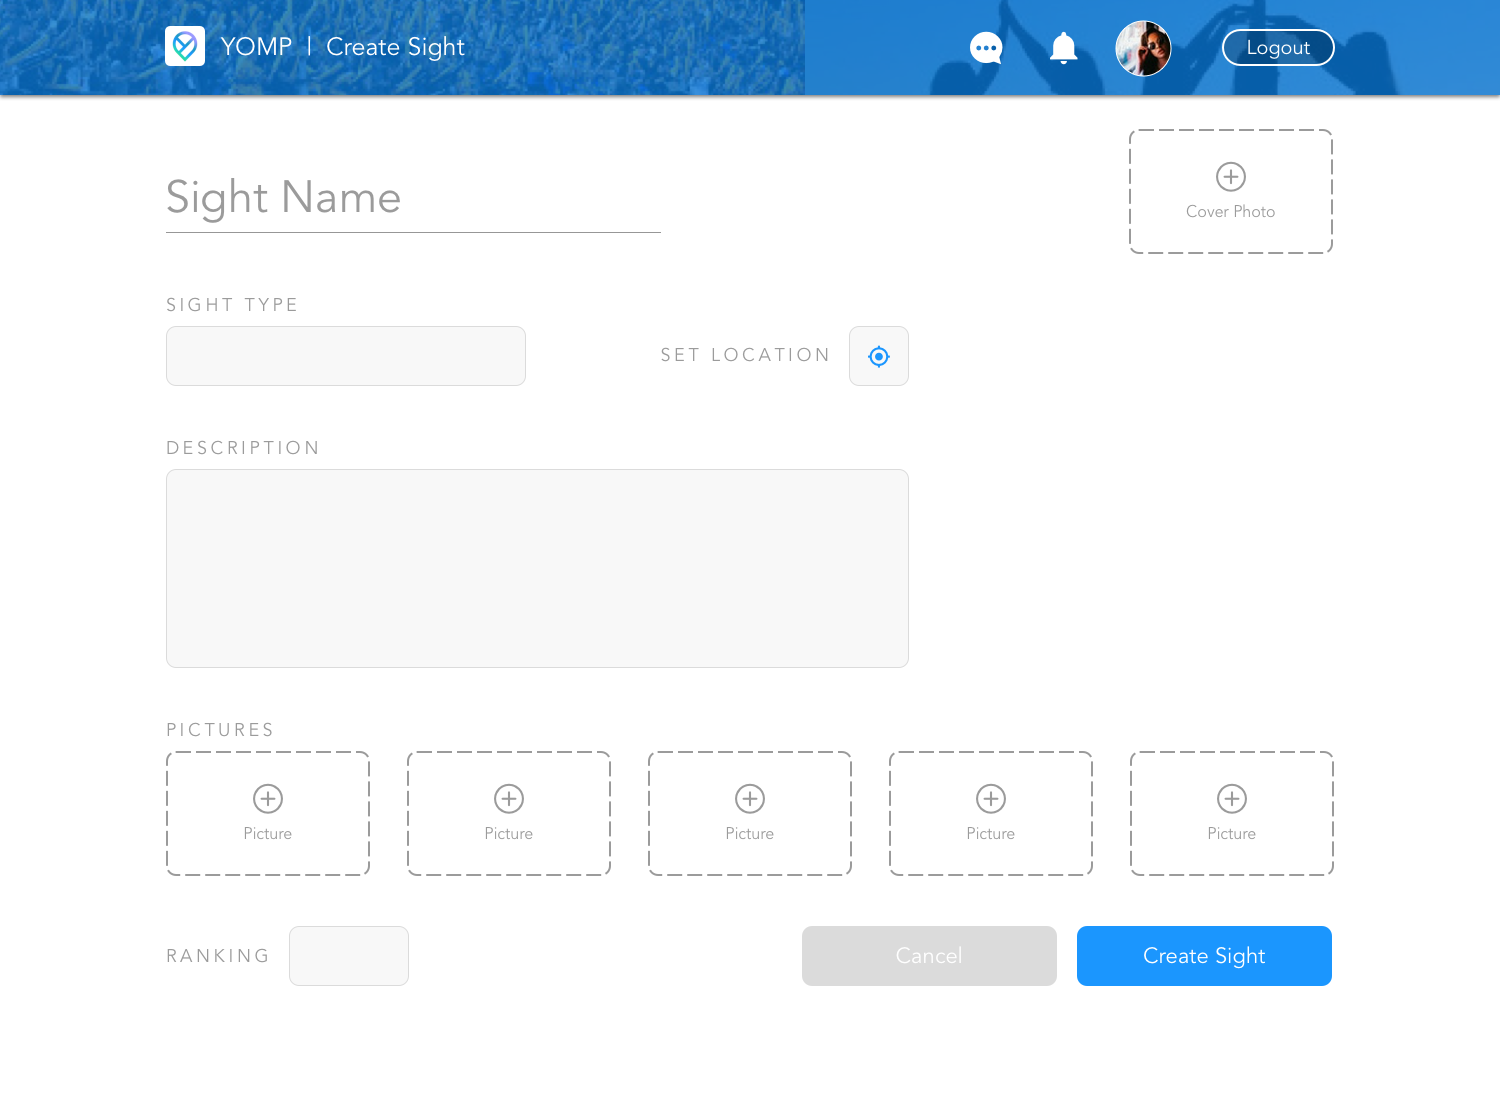 YOMP | Create Sight
Logout
Sight Name
Cover Photo
SIGHT TYPE
SET LOCATION
DESCRIPTION
PICTURES
Picture
Picture
Picture
Picture
Picture
RANKING
Cancel
Create Sight